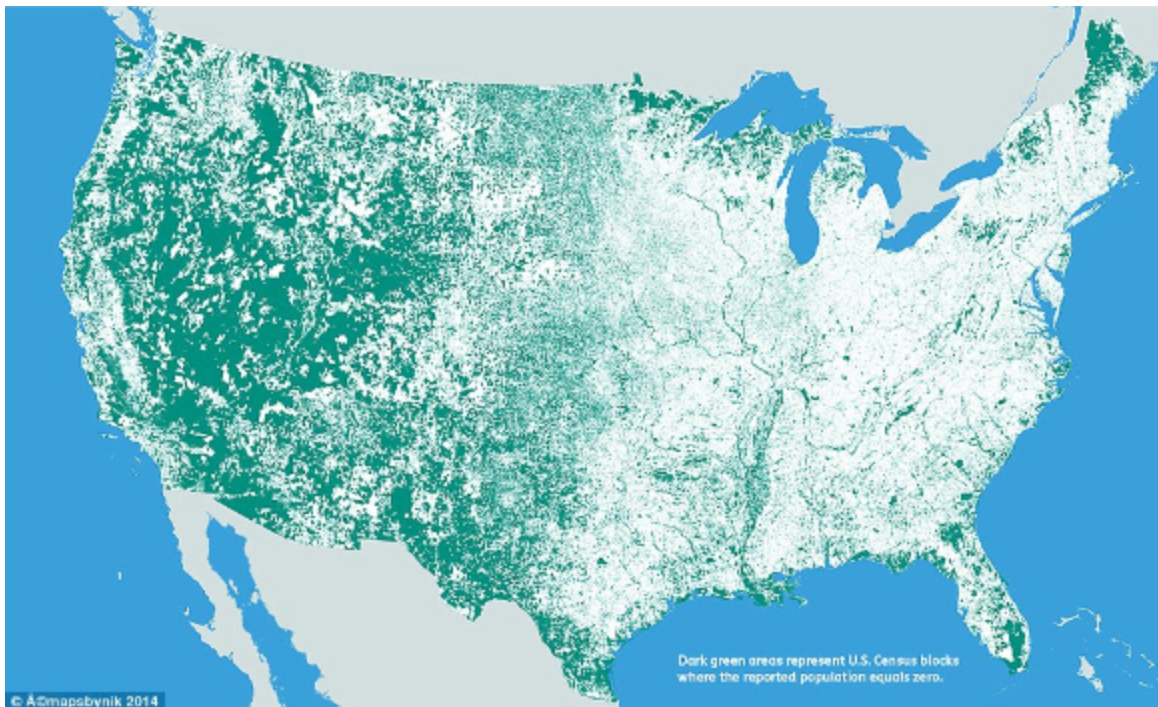 Dark green areas represent U.S. Census blocks
where the reported population equals zero.
© Â©mapsbynik 2014